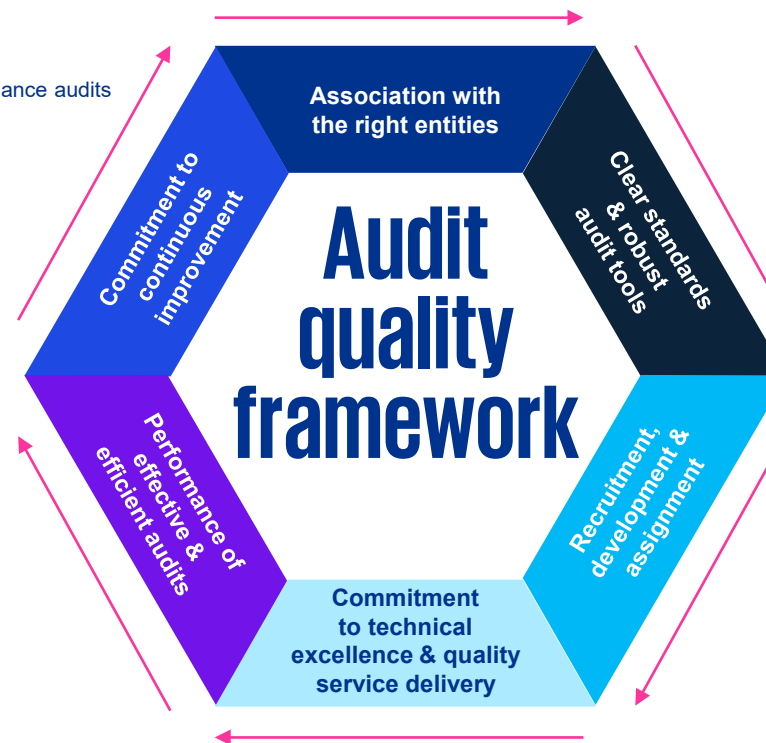 ance audits
Association with
the right entities
Clear standards
& robust
audit tools
Recruitment,
development &
assignment
Commitment
to technical
excellence & quality
service delivery
Performance of
effective &
efficient audits
Commitment to
continuous
improvement
Audit
quality
framework